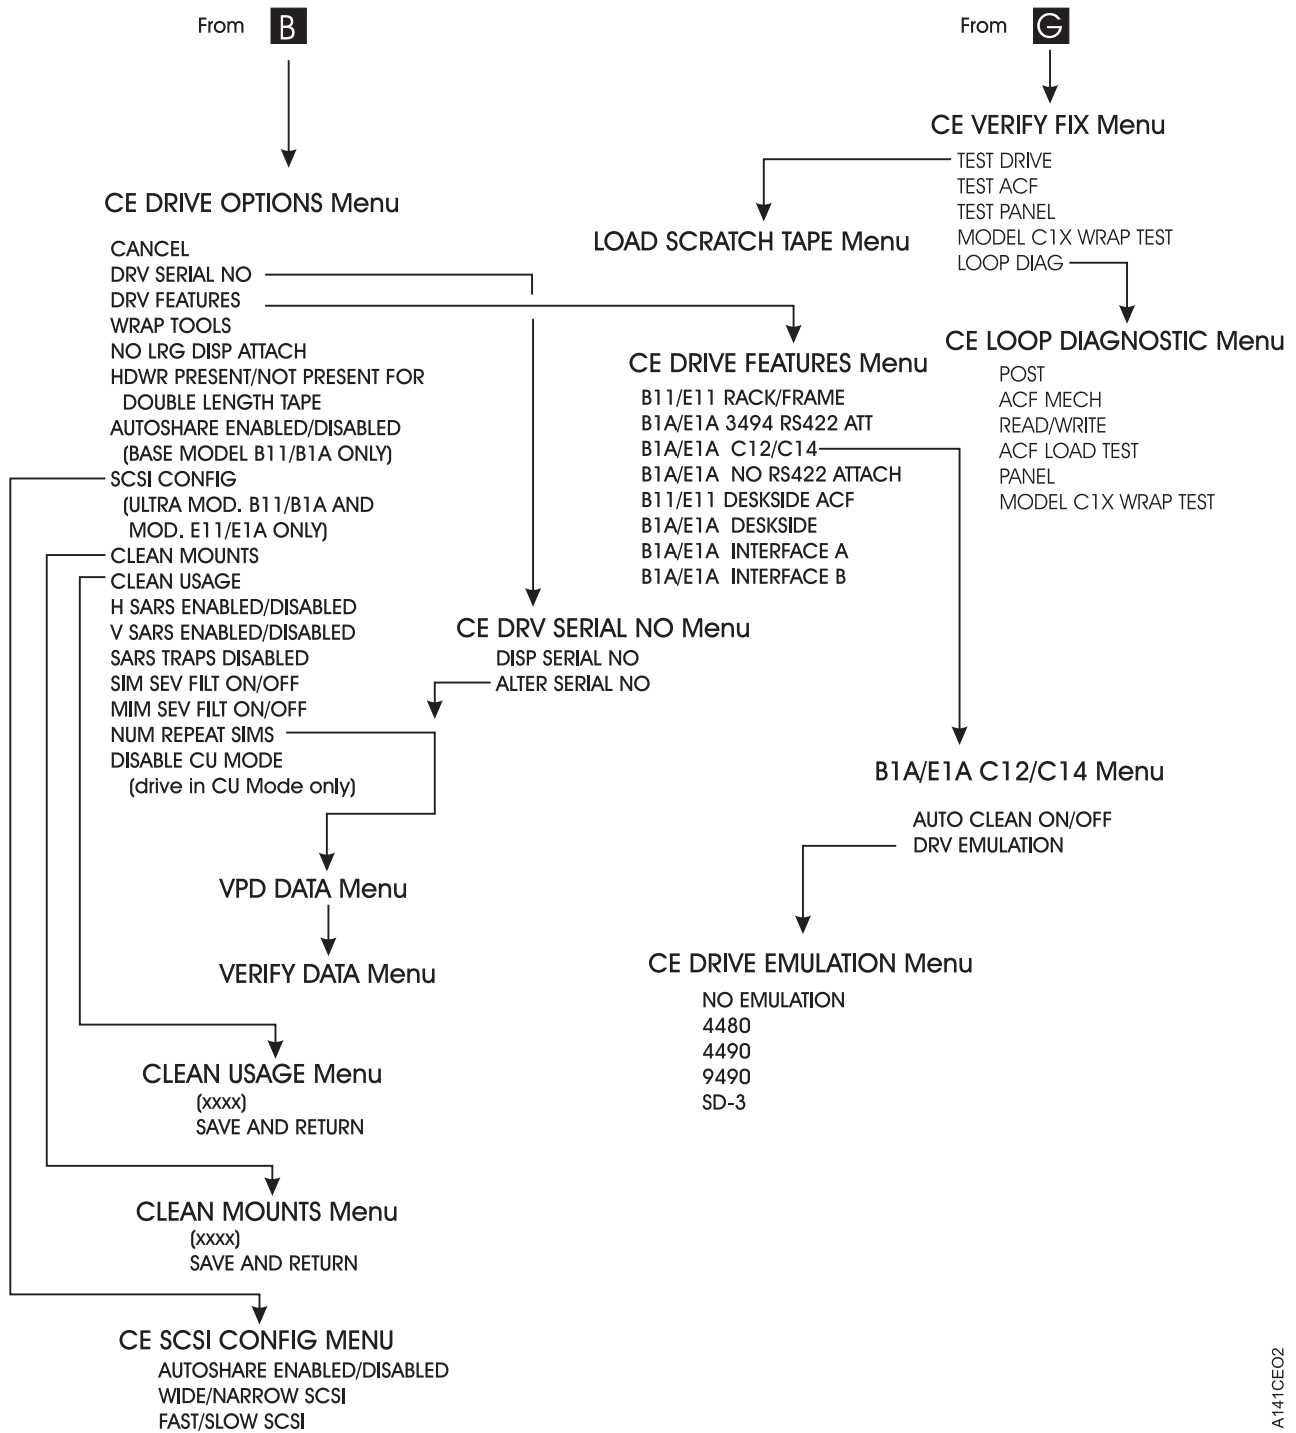 From B
CE DRIVE OPTIONS Menu
CANCEL
DRV SERIAL NO
DRV FEATURES
WRAP TOOLS
NO LRG DISP ATTACH
HDWR PRESENT/NOT PRESENT FOR
DOUBLE LENGTH TAPE
AUTOSHARE ENABLED/DISABLED
(BASE MODEL B11/B1A ONLY)
SCSI CONFIG
(ULTRA MOD. B11/B1A AND
MOD. E11/E1A ONLY)
CLEAN MOUNTS
CLEAN USAGE
H SARS ENABLED/DISABLED
V SARS ENABLED/DISABLED
SARS TRAPS DISABLED
SIM SEV FILT ON/OFF
MIM SEV FILT ON/OFF
NUM REPEAT SIMS
DISABLE CU MODE
(drive in CU Mode only)
VPD DATA Menu
VERIFY DATA Menu
CLEAN USAGE Menu
(xxxx)
SAVE AND RETURN
CLEAN MOUNTS Menu
(xxxx)
SAVE AND RETURN
CE SCSI CONFIG MENU
AUTOSHARE ENABLED/DISABLED
WIDE/NARROW SCSI
FAST/SLOW SCSI
CE DRV SERIAL NO Menu
DISP SERIAL NO
ALTER SERIAL NO
From G
CE VERIFY FIX Menu
TEST DRIVE
TEST ACF
TEST PANEL
MODEL C1X WRAP TEST
LOOP DIAG
LOAD SCRATCH TAPE Menu
CE LOOP DIAGNOSTIC Menu
POST
ACF MECH
READ/WRITE
ACF LOAD TEST
PANEL
MODEL C1X WRAP TEST
CE DRIVE FEATURES Menu
B11/E11 RACK/FRAME
B1A/E1A 3494 RS422 ATT
B1A/E1A C12/C14
B1A/E1A NO RS422 ATTACH
B11/E11 DESKSIDE ACF
B1A/E1A DESKSIDE
B1A/E1A INTERFACE A
B1A/E1A INTERFACE B
B1A/E1A C12/C14 Menu
AUTO CLEAN ON/OFF
DRV EMULATION
CE DRIVE EMULATION Menu
NO EMULATION
4480
4490
9490
SD-3
A141CEO2